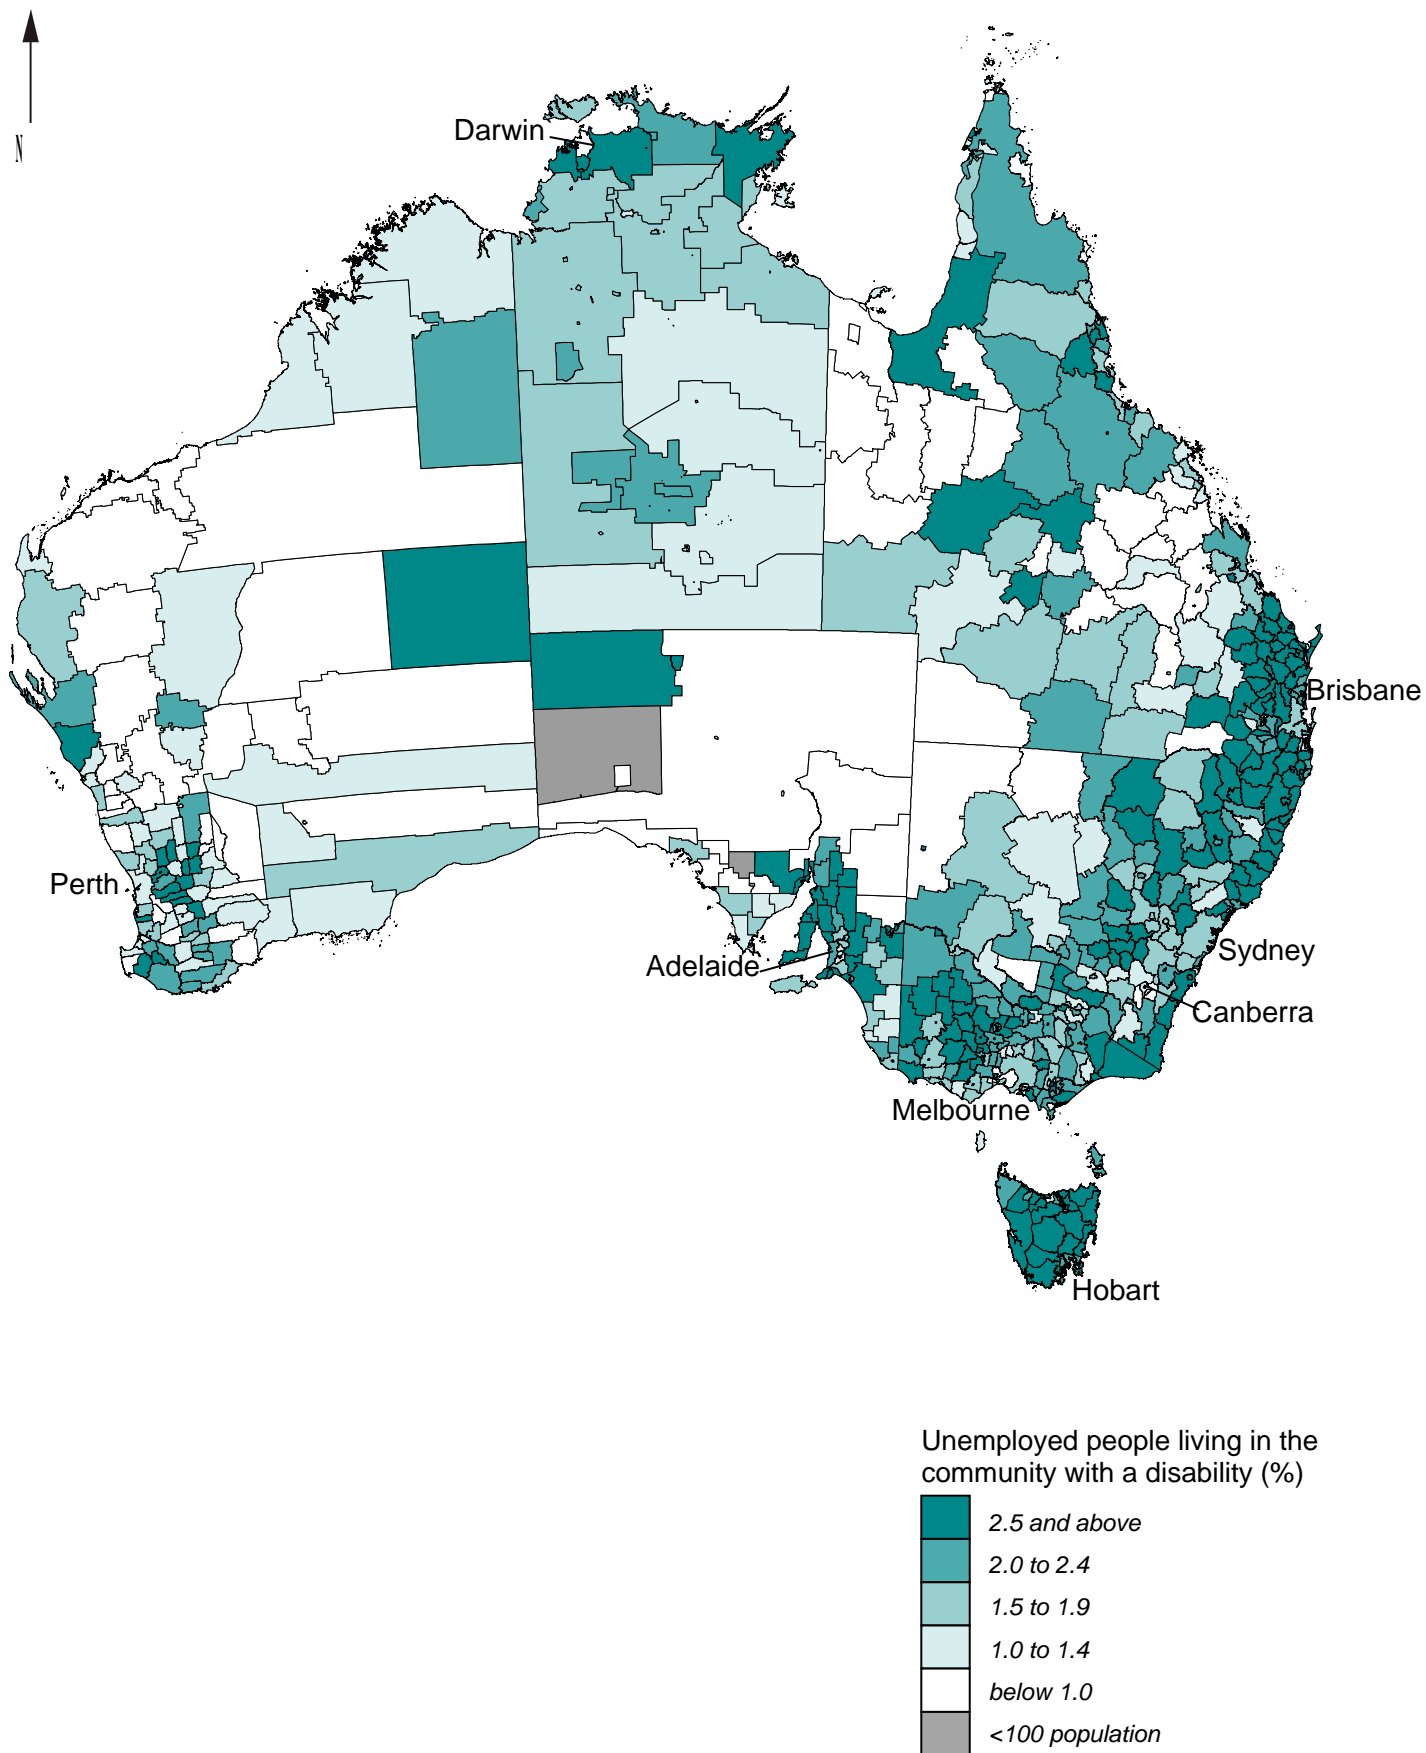 N
Darwin
Brisbane
Perth
Sydney
Adelaide
Canberra
Melbourne
Hobart
Unemployed people living in the
community with a disability (%)
2.5 and above
2.0 to 2.4
1.5 to 1.9
1.0 to 1.4
below 1.0
<100 population